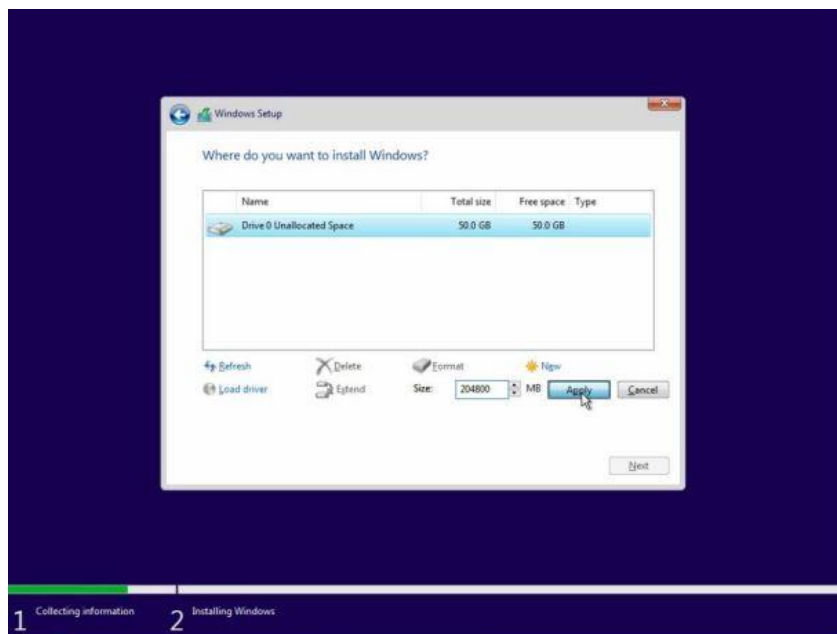 Windows Setup
Where do you want to install Windows?
Name Total size Free space Type
Drive 0 Unallocated Space 50.0 GB 50.0 GB
Refresh Delete Format New
Load driver Extend Size: 204800 MB Apply Cancel
Next
1 Collecting information 2 Installing Windows